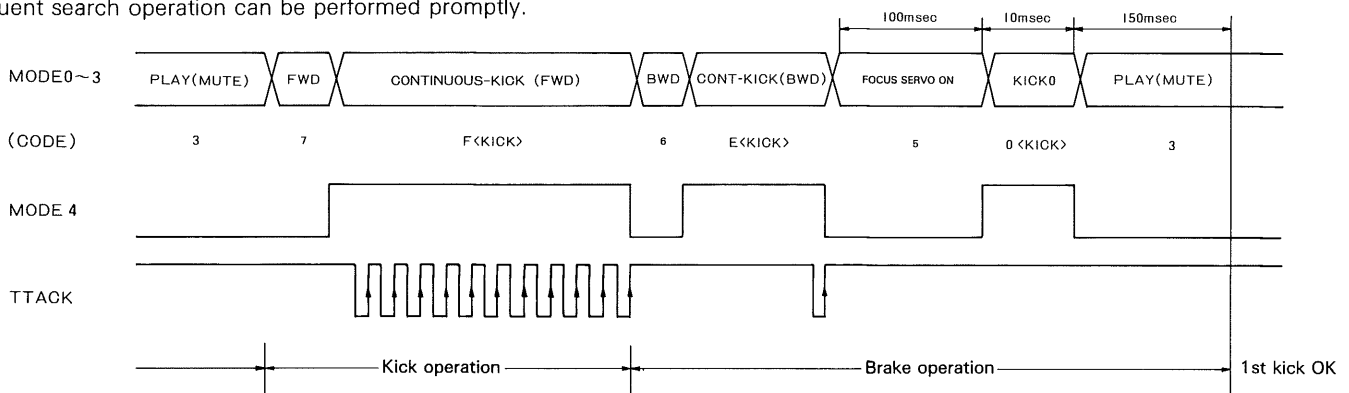 uent search operation can be performed promptly.
100msec 10msec 150msec
MODE0~3 PLAY(MUTE) FWD CONTINUOUS-KICK (FWD) BWD CONT-KICK(BWD) FOCUS SERVO ON KICK0 PLAY(MUTE)
(CODE) 3 7 F<KICK> 6 E<KICK> 5 0 <KICK> 3
MODE 4
TTACK
Kick operation Brake operation 1st kick OK